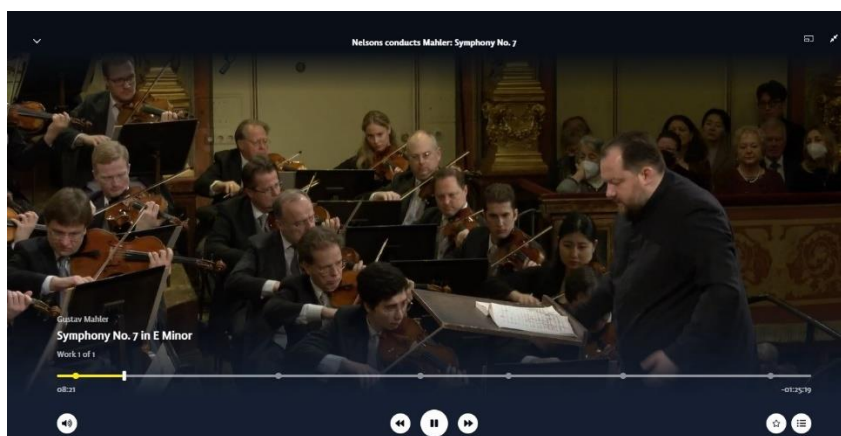 Nelsons conducts Mahler: Symphony No. 7
Gustav Mahler
Symphony No. 7 in E Minor
Work 1 of 1
08:21
-01:25:19